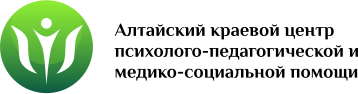 Алтайский краевой центр
психолого-педагогической и
медико-социальной помощи